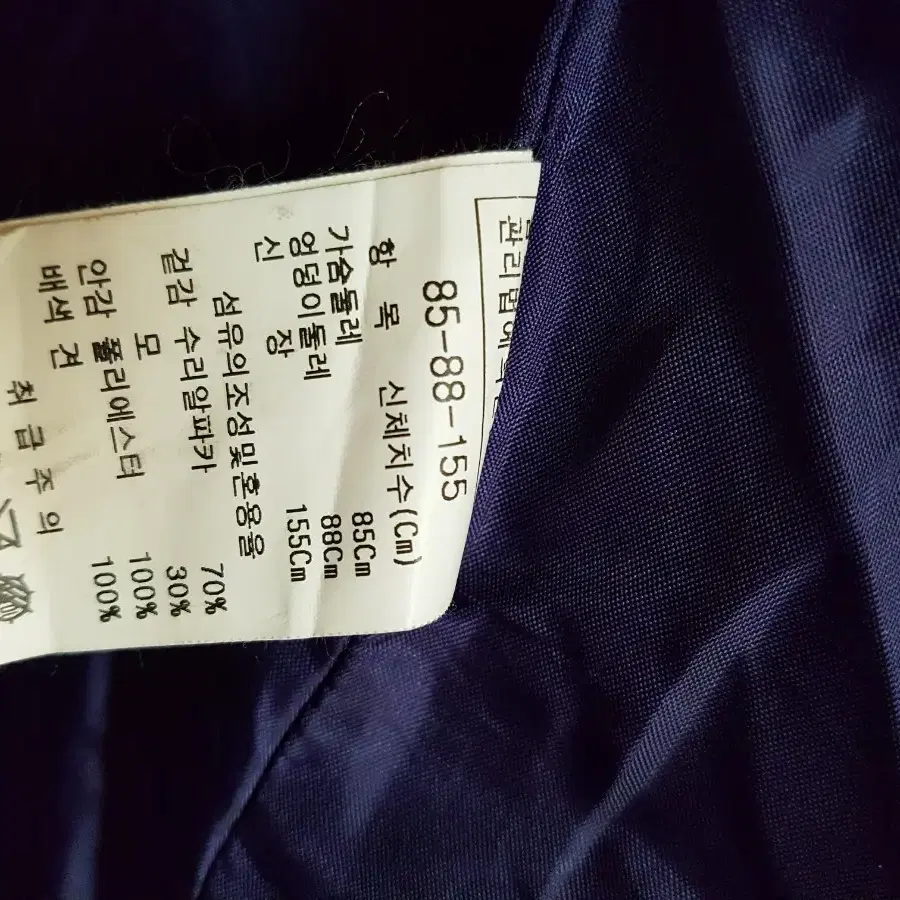 관리
85-88-155
항 목 신체치수(Cm)
가슴둘레 85Cm
엉덩이둘레 88Cm
신 장 155Cm
섬유의조성및혼용율
겉감 수리알파카 70%
모 30%
안감 폴리에스터 100%
배색 견 100%
취 급 주 의